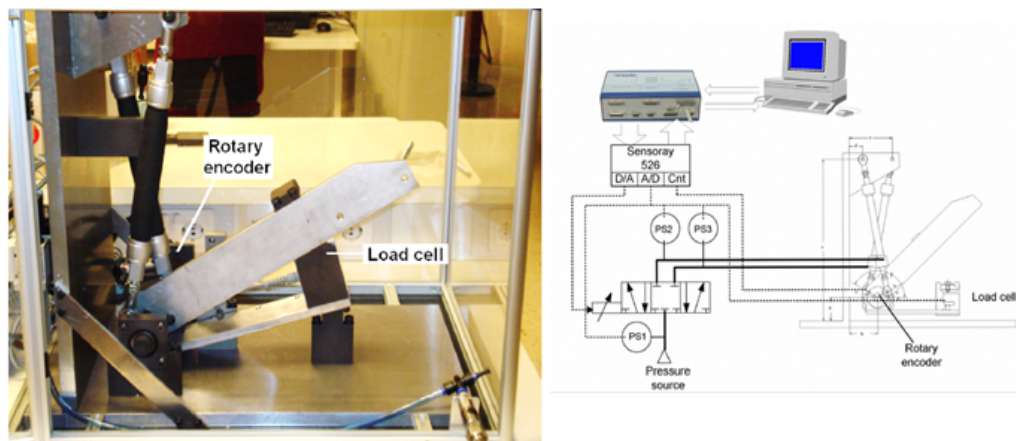 Rotary
encoder
Load cell
Sensoray
526
D/A A/D Cnt
PS2
PS3
Load cell
PS1
Rotary
encoder
Pressure
source